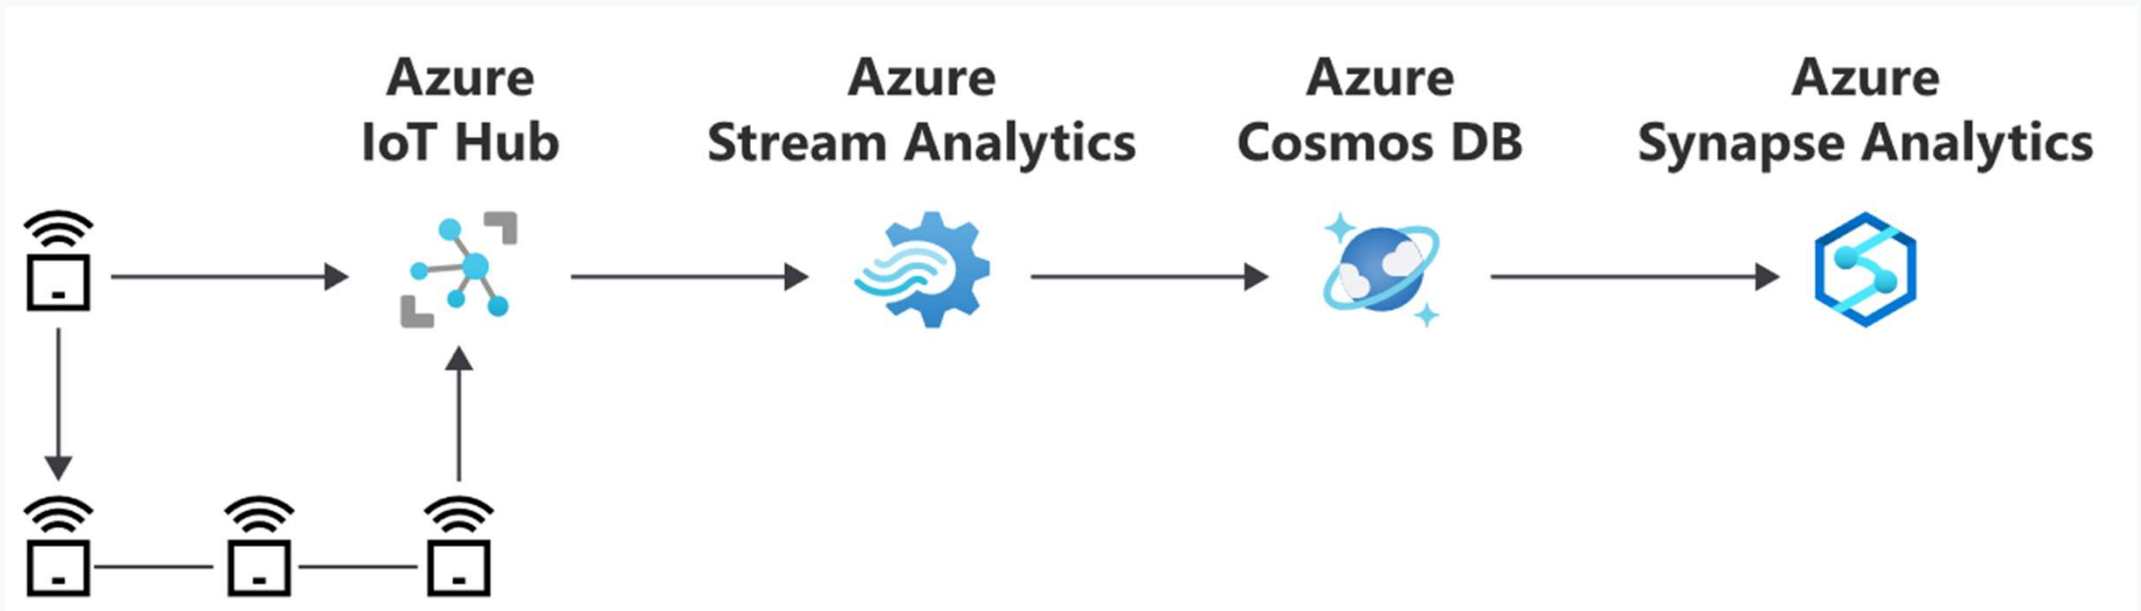 Azure
IoT Hub
Azure
Stream Analytics
Azure
Cosmos DB
Azure
Synapse Analytics